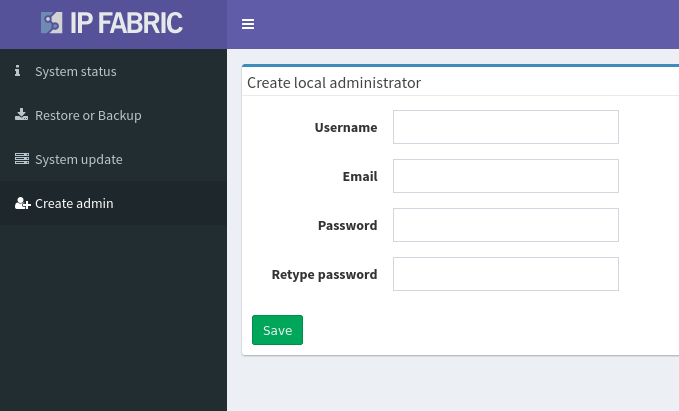 IP FABRIC
System status
Restore or Backup
System update
Create admin
Create local administrator
Username
Email
Password
Retype password
Save